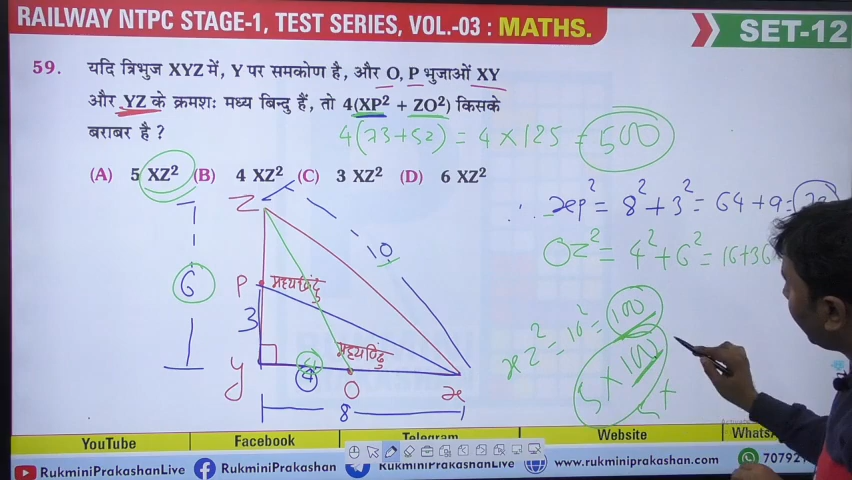 RAILWAY NTPC STAGE-1, TEST SERIES, VOL.-03 : MATHS.
SET-12
59. यदि त्रिभुज XYZ में, Y पर समकोण है, और O, P भुजाओं XY
और YZ के क्रमशः मध्य बिन्दु हैं, तो 4(XP² + ZO²) किसके
बराबर है ?
4(73+52) = 4×125 = 500
(A) 5 XZ² (B) 4 XZ² (C) 3 XZ² (D) 6 XZ²
Z
∴ xp² = 8² + 3² = 64 + 9 =
10
OZ² = 4² + 6² = 16+36
6
P मध्यबिंदु
3
xz² = 10² = 100
मध्यबिंदु
5×100
y 4 O x
8
YouTube Facebook Telegram Website
RukminiPrakashanLive RukminiPrakashanLive RukminiPrakashanLive www.rukminiprakashan.com